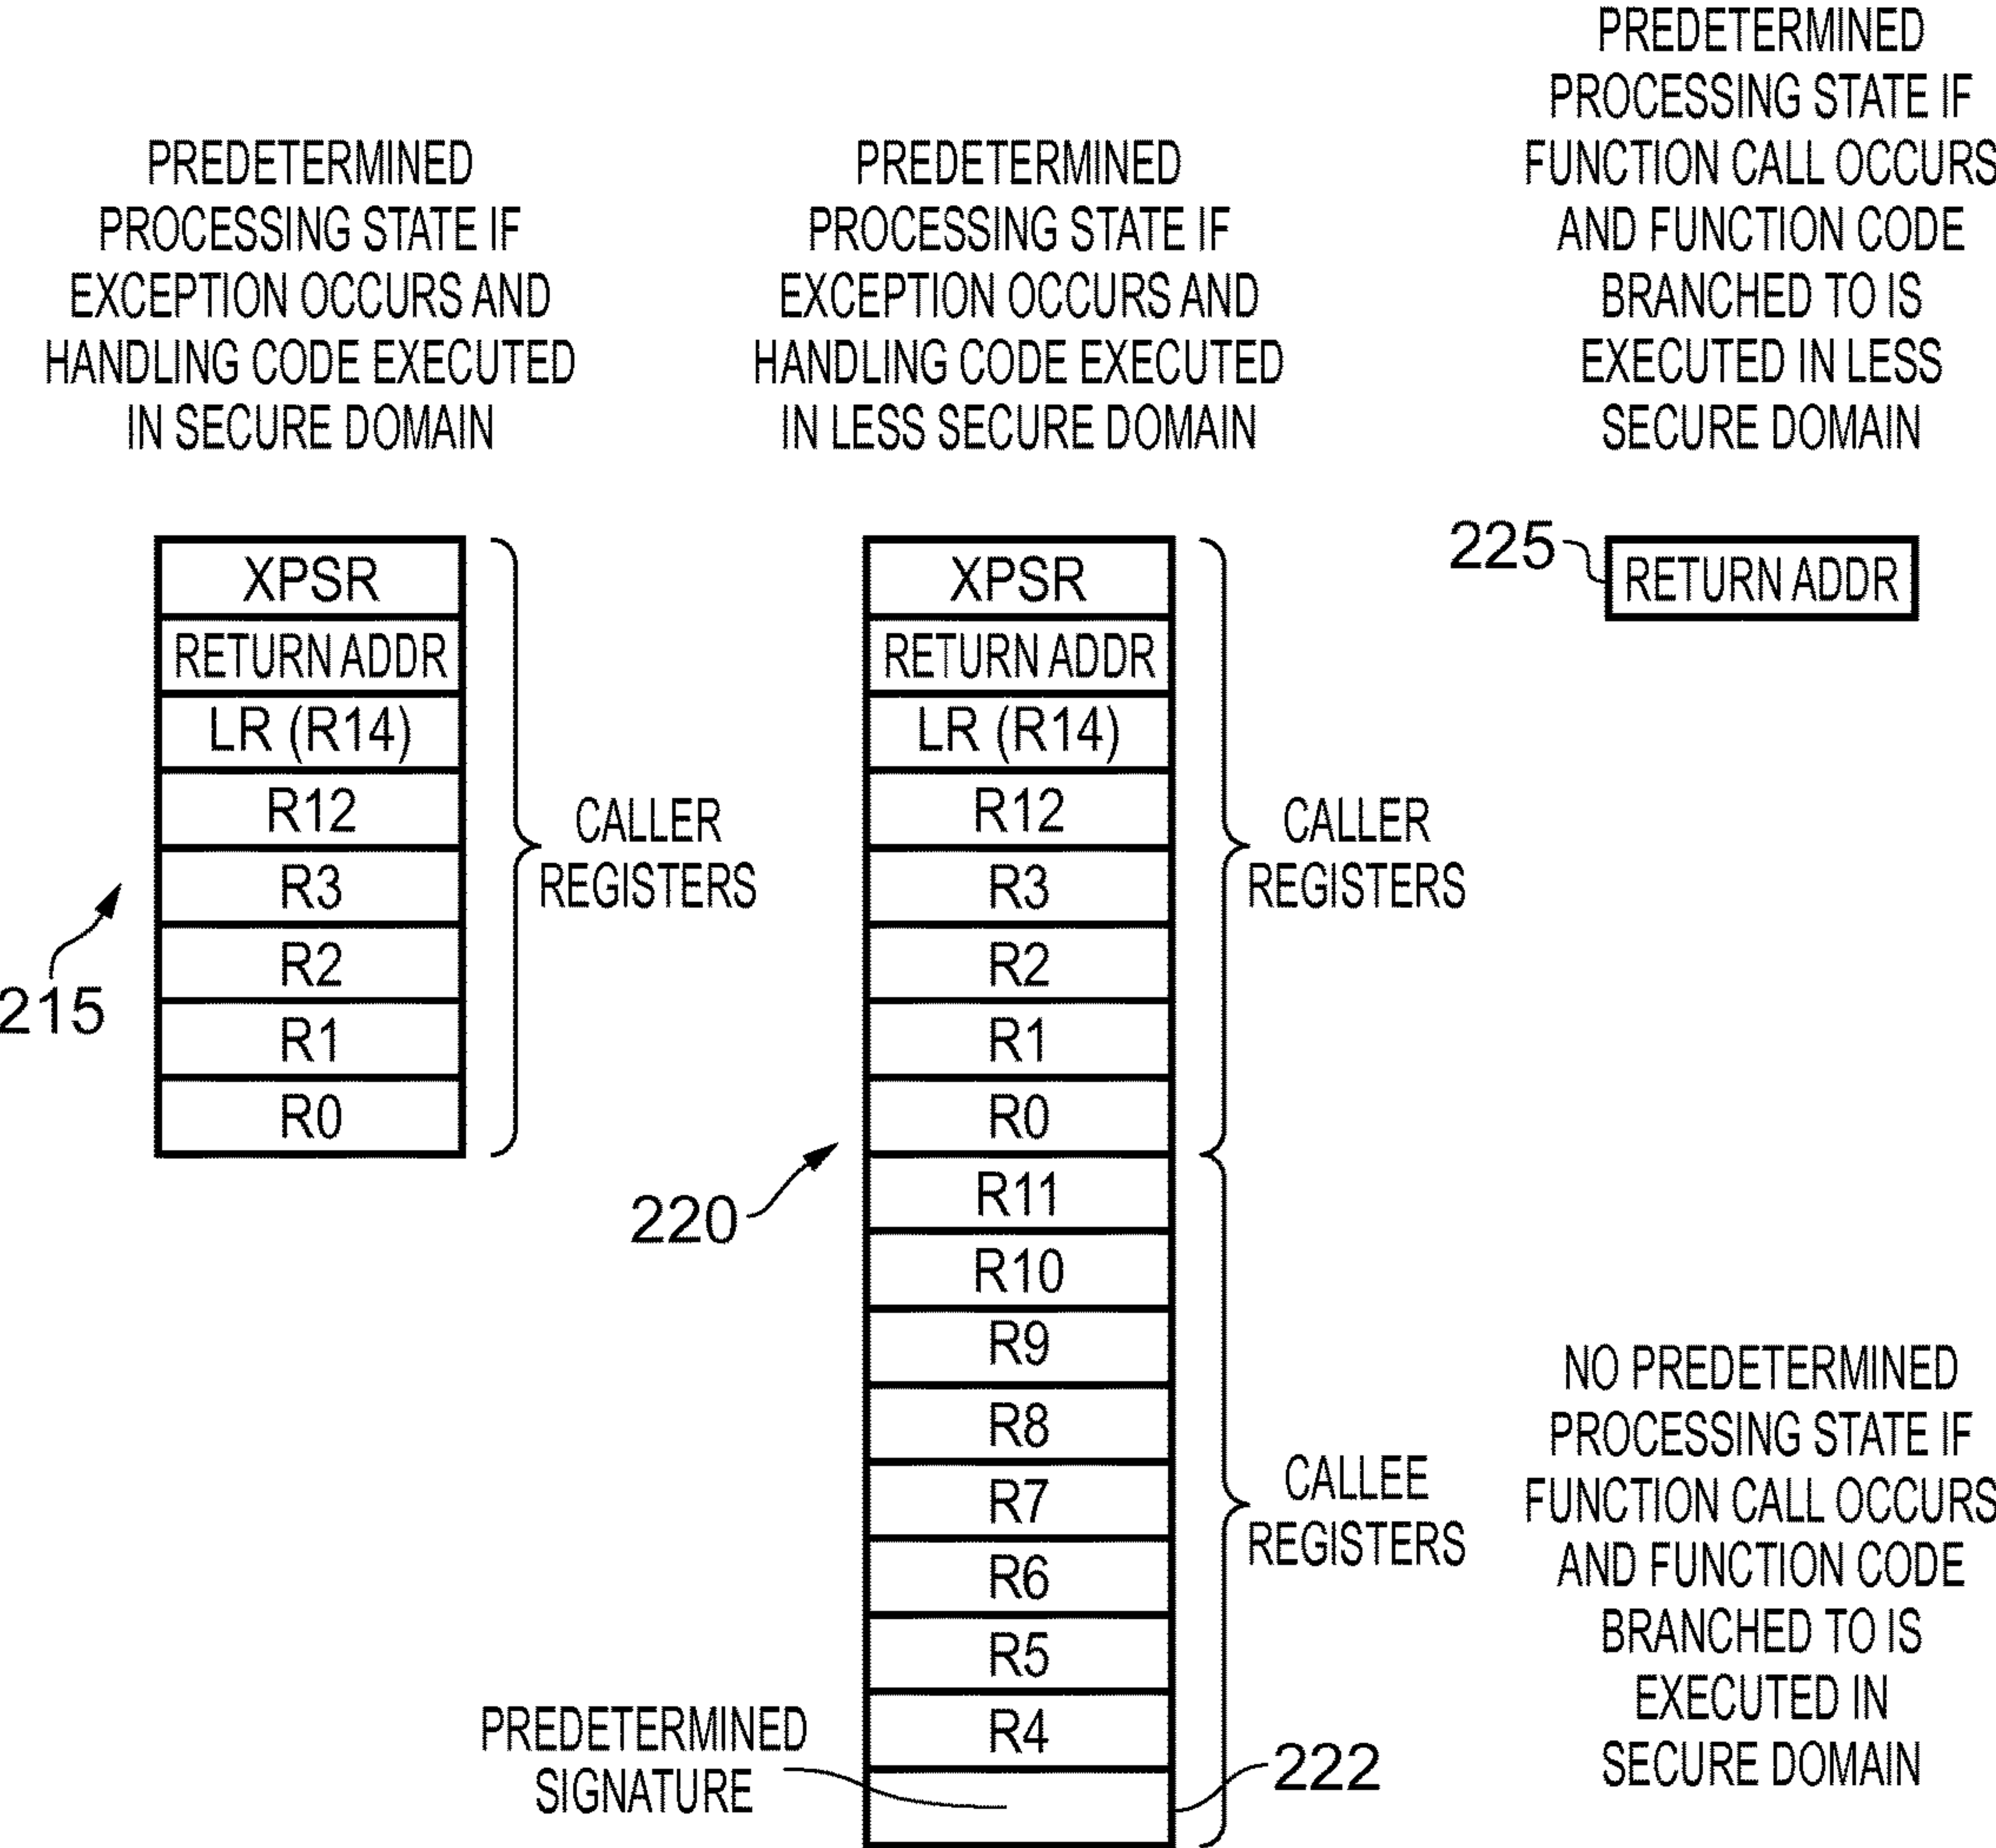 PREDETERMINED
PROCESSING STATE IF
EXCEPTION OCCURS AND
HANDLING CODE EXECUTED
IN SECURE DOMAIN
XPSR
RETURN ADDR
LR (R14)
R12
R3
R2
R1
R0
CALLER
REGISTERS
215
PREDETERMINED
PROCESSING STATE IF
EXCEPTION OCCURS AND
HANDLING CODE EXECUTED
IN LESS SECURE DOMAIN
XPSR
RETURN ADDR
LR (R14)
R12
R3
R2
R1
R0
R11
R10
R9
R8
R7
R6
R5
R4
CALLER
REGISTERS
220
CALLEE
REGISTERS
PREDETERMINED
SIGNATURE
222
PREDETERMINED
PROCESSING STATE IF
FUNCTION CALL OCCURS
AND FUNCTION CODE
BRANCHED TO IS
EXECUTED IN LESS
SECURE DOMAIN
225
RETURN ADDR
NO PREDETERMINED
PROCESSING STATE IF
FUNCTION CALL OCCURS
AND FUNCTION CODE
BRANCHED TO IS
EXECUTED IN
SECURE DOMAIN